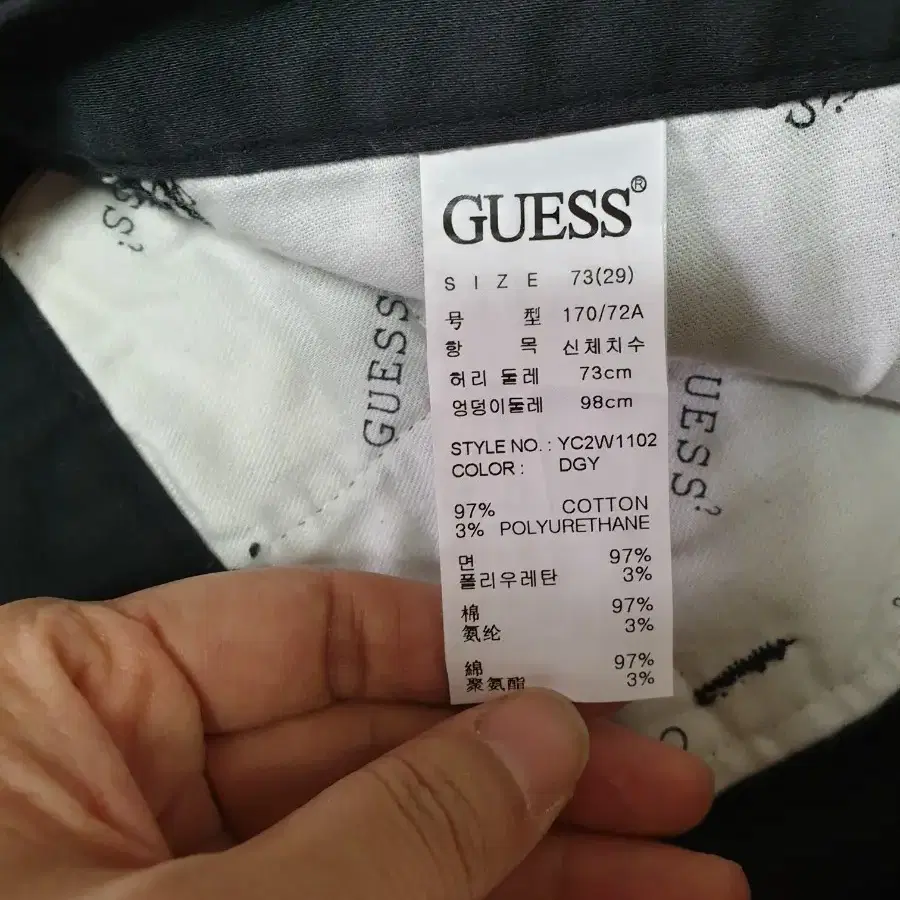 GUESS®
SIZE 73(29)
号 型 170/72A
항 목 신체치수
허리 둘레 73cm
엉덩이둘레 98cm
STYLE NO. : YC2W1102
COLOR : DGY
97% COTTON
3% POLYURETHANE
면 97%
폴리우레탄 3%
棉 97%
氨纶 3%
綿 97%
聚氨酯 3%
GUESS
UESS?
SS?